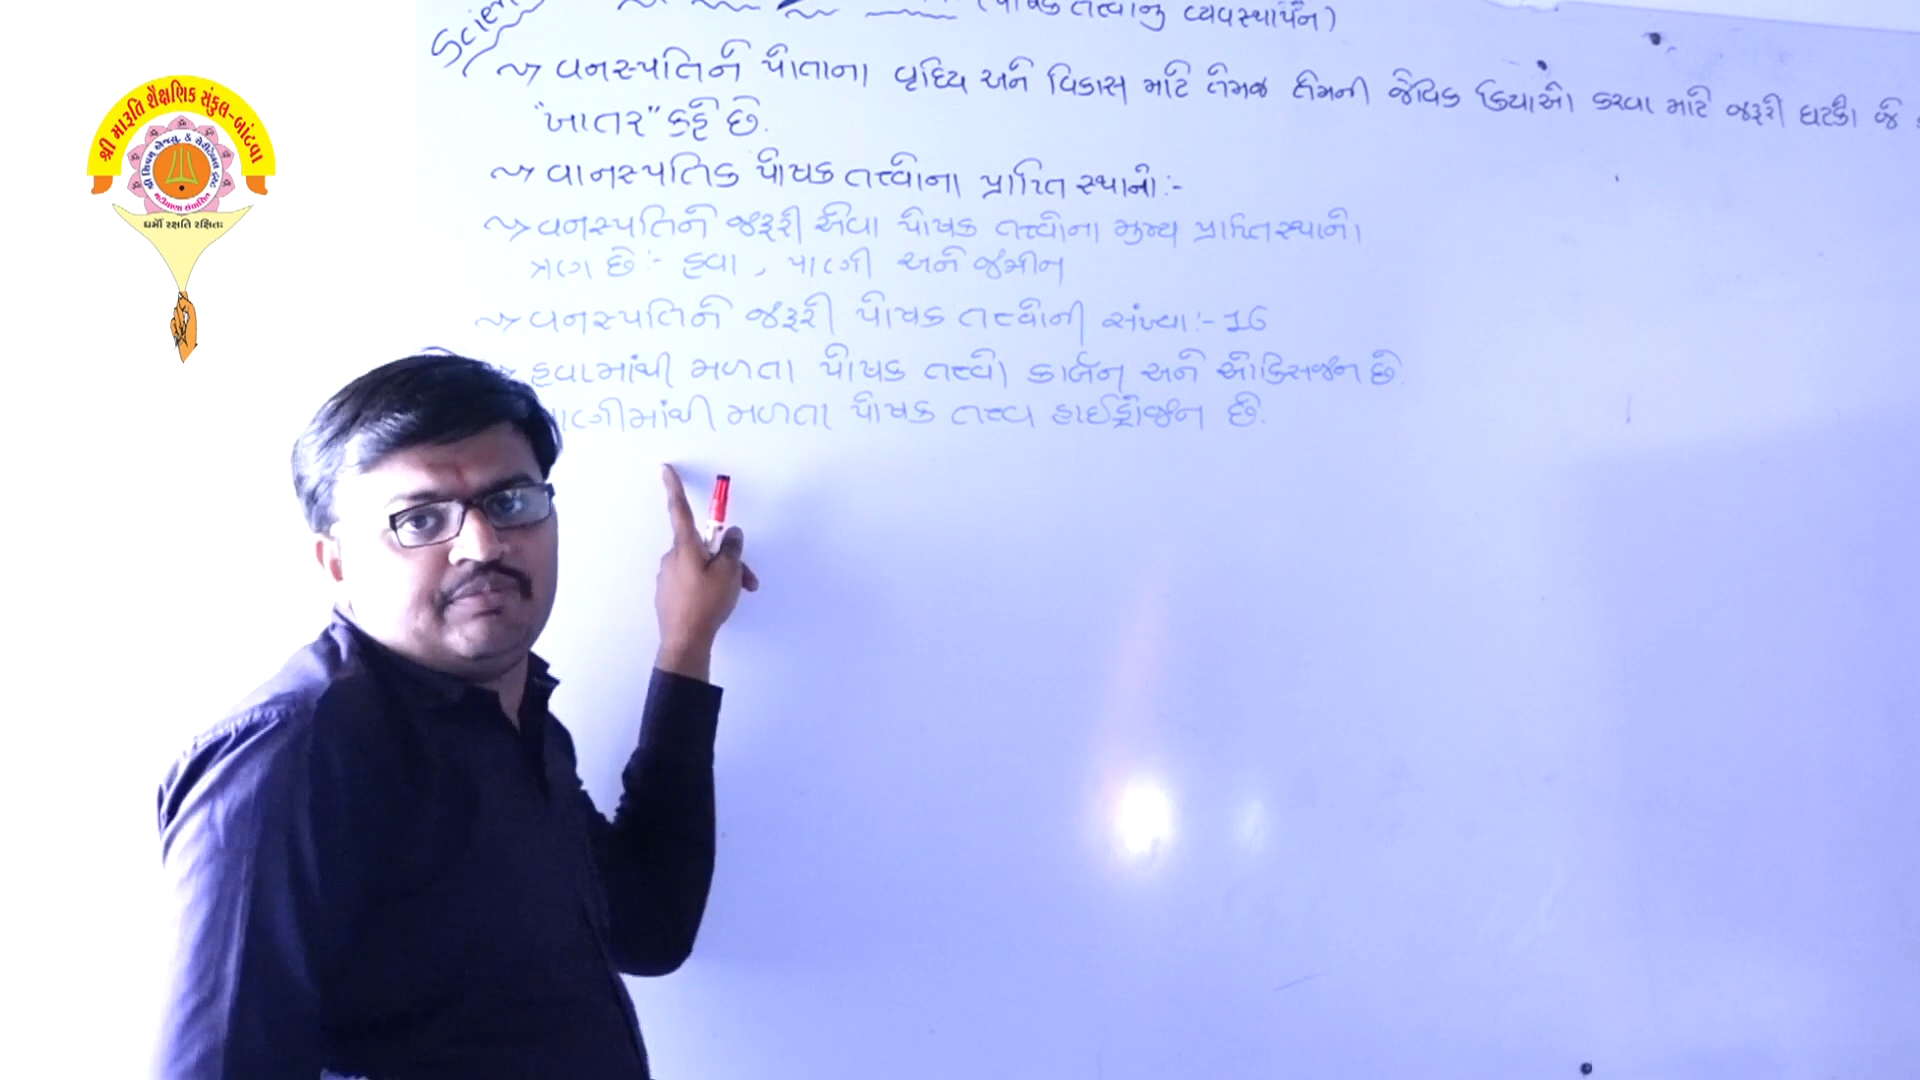 શ્રી મારૂતિ શૈક્ષણિક સંકુલ-બાંટવા
ધર્મો રક્ષતિ રક્ષિતઃ
Scien
(પોષક તત્ત્વોનુ વ્યવસ્થાપન)
વનસ્પતિને પોતાના વૃધ્ધિ અને વિકાસ માટે તેમજ તેમની જૈવિક ક્રિયાઓ કરવા માટે જરૂરી ઘટકો જે
"ખાતર" કહે છે.
વાનસ્પતિક પોષક તત્ત્વોના પ્રાપ્તિ સ્થાનો:-
વનસ્પતિને જરૂરી એવા પોષક તત્ત્વોના મુખ્ય પ્રાપ્તિસ્થાનો
ત્રણ છે:- હવા, પાણી અને જમીન
વનસ્પતિને જરૂરી પોષક તત્ત્વોની સંખ્યા:- 16
હવામાંથી મળતા પોષક તત્ત્વો કાર્બન અને ઓક્સિજન છે.
પાણીમાંથી મળતા પોષક તત્ત્વ હાઈડ્રોજન છે.